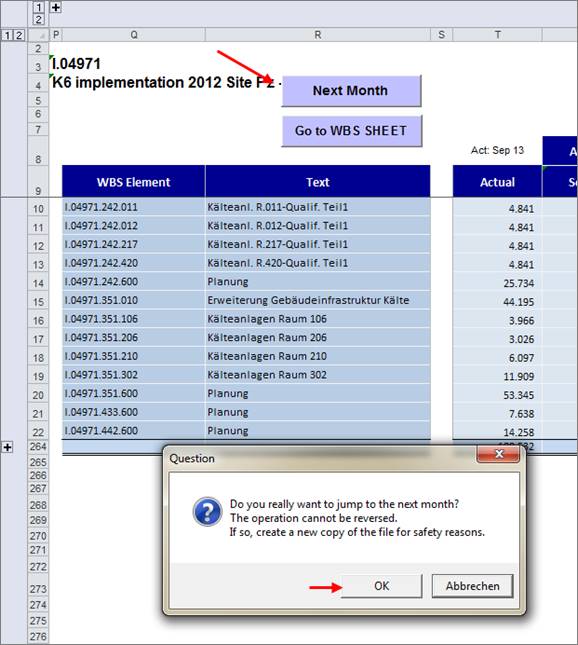 1
2
1 2 P Q R S T
2
3 I.04971
4 K6 implementation 2012 Site F2 -
Next Month
5
6
Go to WBS SHEET
7
8 Act: Sep 13 A
9 WBS Element Text Actual
10 I.04971.242.011 Kälteanl. R.011-Qualif. Teil1 4.841
11 I.04971.242.012 Kälteanl. R.012-Qualif. Teil1 4.841
12 I.04971.242.217 Kälteanl. R.217-Qualif. Teil1 4.841
13 I.04971.242.420 Kälteanl. R.420-Qualif. Teil1 4.841
14 I.04971.242.600 Planung 25.734
15 I.04971.351.010 Erweiterung Gebäudeinfrastruktur Kälte 44.195
16 I.04971.351.106 Kälteanlagen Raum 106 3.966
17 I.04971.351.206 Kälteanlagen Raum 206 3.026
18 I.04971.351.210 Kälteanlagen Raum 210 6.097
19 I.04971.351.302 Kälteanlagen Raum 302 11.909
20 I.04971.351.600 Planung 53.345
21 I.04971.433.600 Planung 7.638
22 I.04971.442.600 Planung 14.258
264
265
266
267
268
269
270
271
272
273
274
275
276
Question
Do you really want to jump to the next month?
The operation cannot be reversed.
If so, create a new copy of the file for safety reasons.
OK Abbrechen